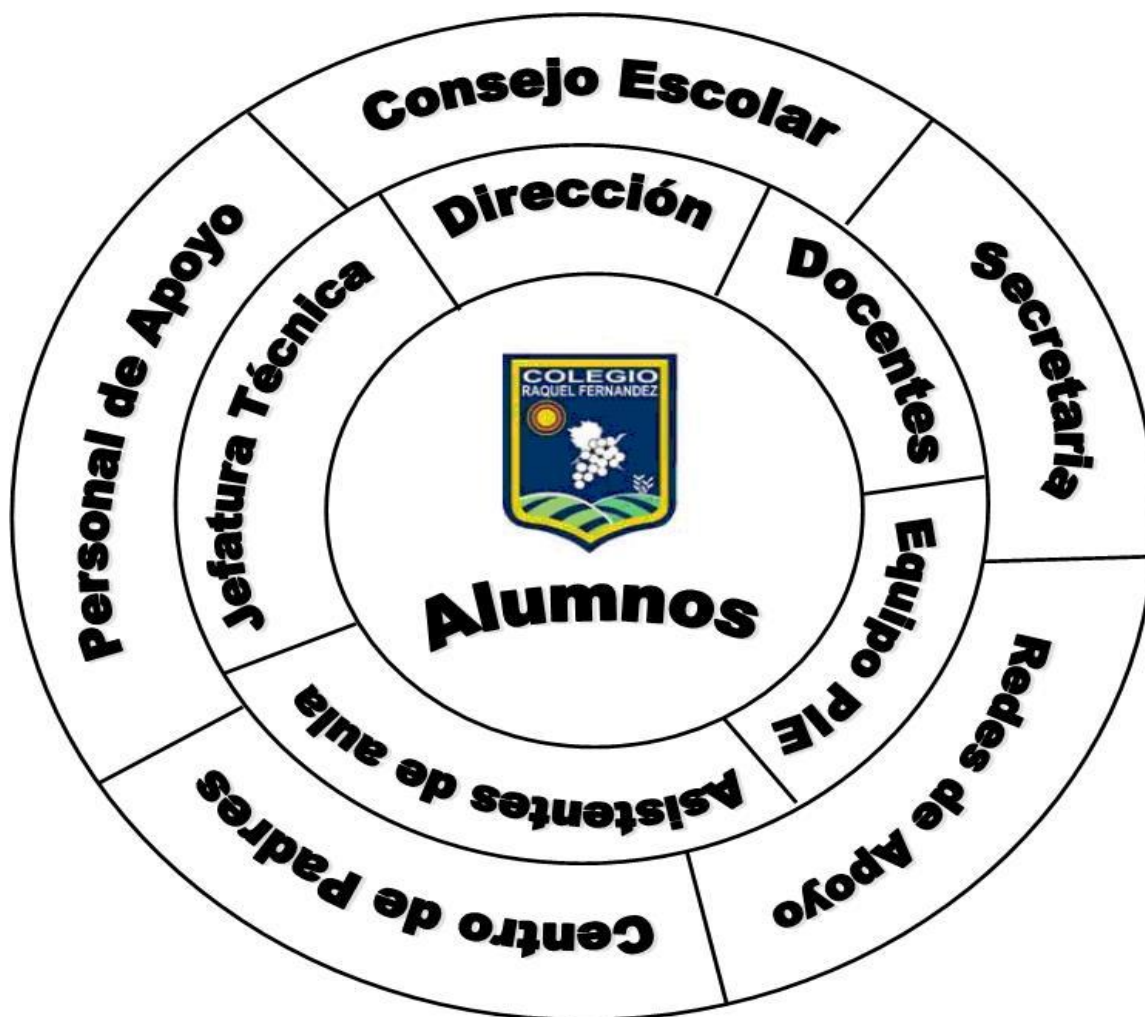 Consejo Escolar
Secretaria
Redes de Apoyo
Centro de Padres
Personal de Apoyo
Dirección
Docentes
Equipo PIE
Asistentes de aula
Jefatura Técnica
COLEGIO
RAQUEL FERNANDEZ
Alumnos